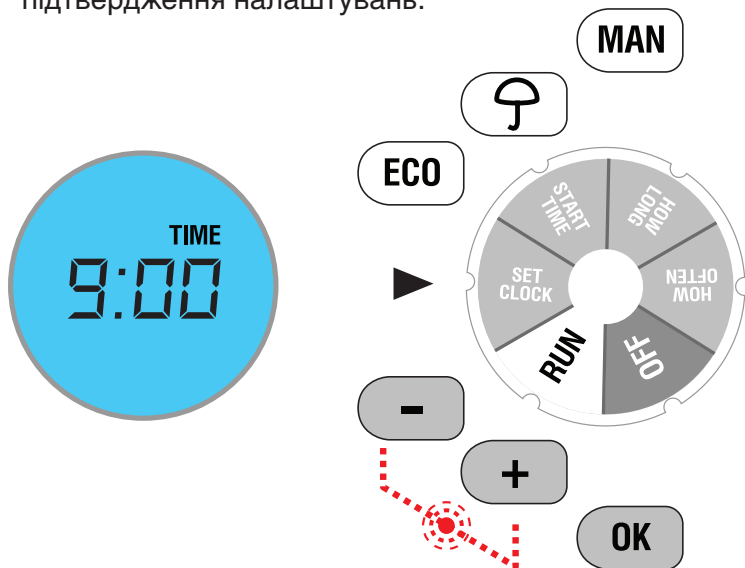 підтвердження налаштувань.
MAN
ECO
TIME
9:00
START
TIME
HOW
LONG
SET
CLOCK
HOW
OFTEN
RUN
OFF
-
+
OK